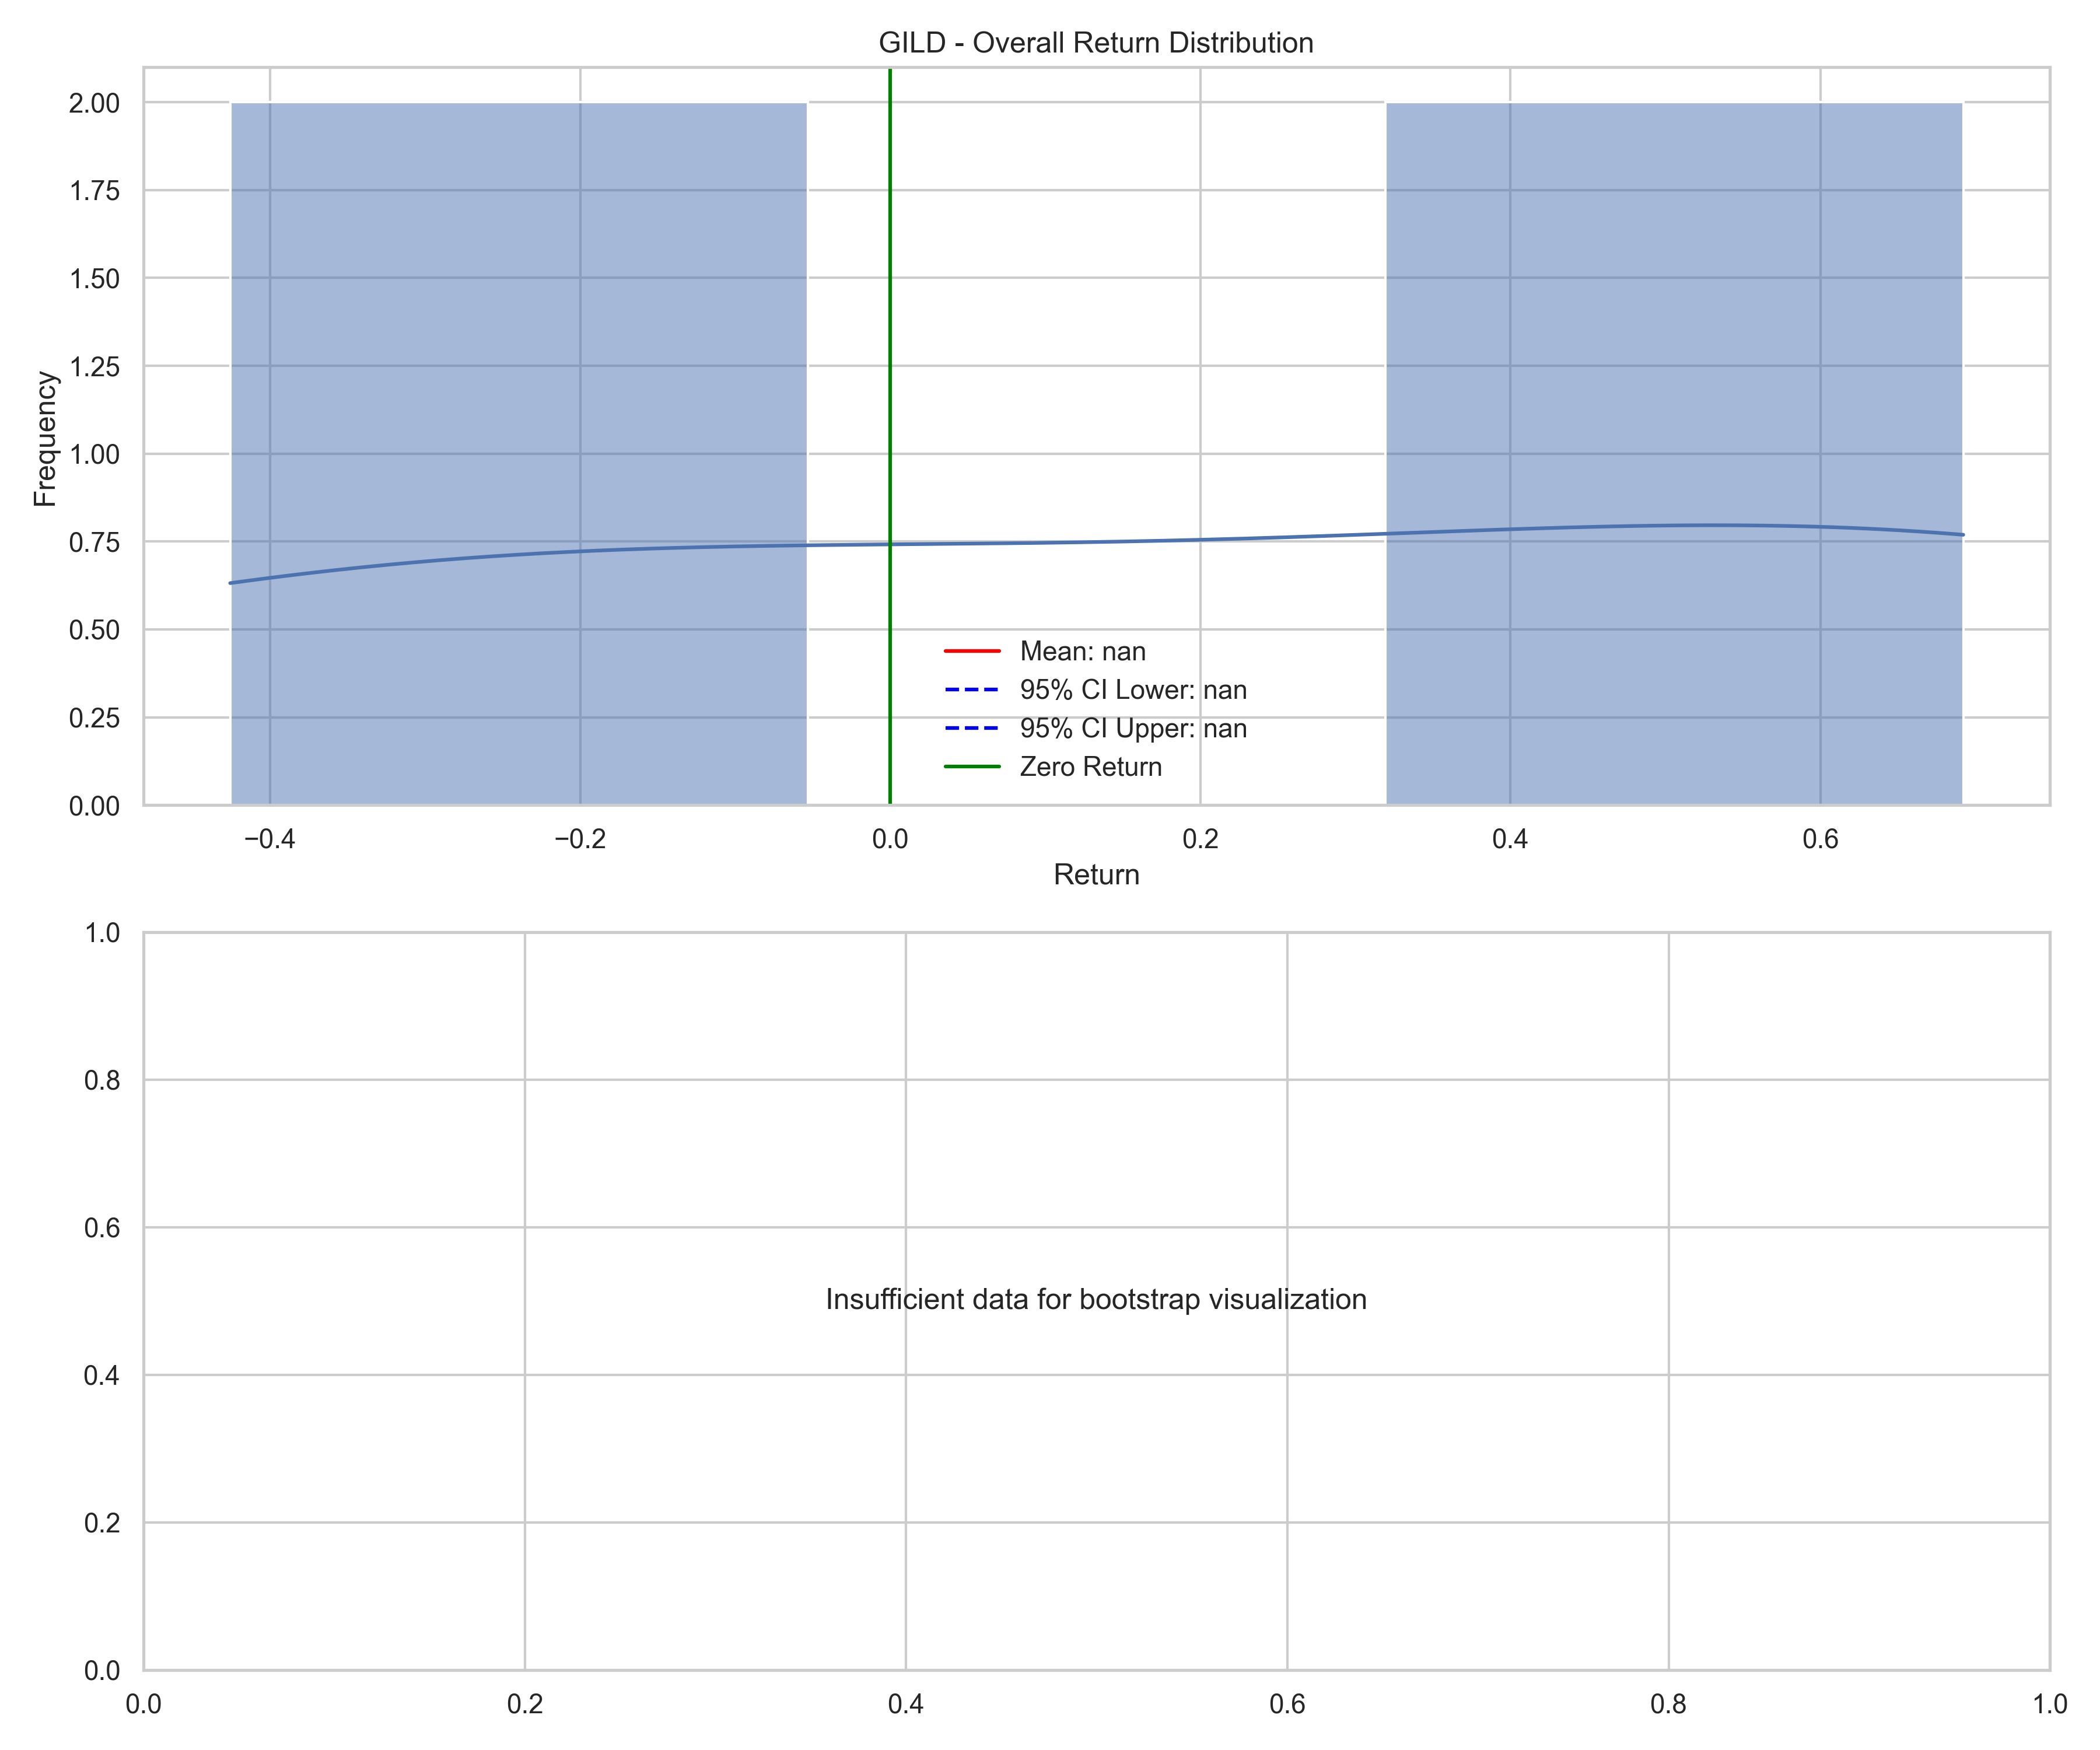 GILD - Overall Return Distribution
2.00
1.75
1.50
1.25
1.00
0.75
0.50
0.25
0.00
Frequency
Mean: nan
95% CI Lower: nan
95% CI Upper: nan
Zero Return
−0.4 −0.2 0.0 0.2 0.4 0.6
Return
1.0
0.8
0.6
0.4
0.2
0.0
Insufficient data for bootstrap visualization
0.0 0.2 0.4 0.6 0.8 1.0